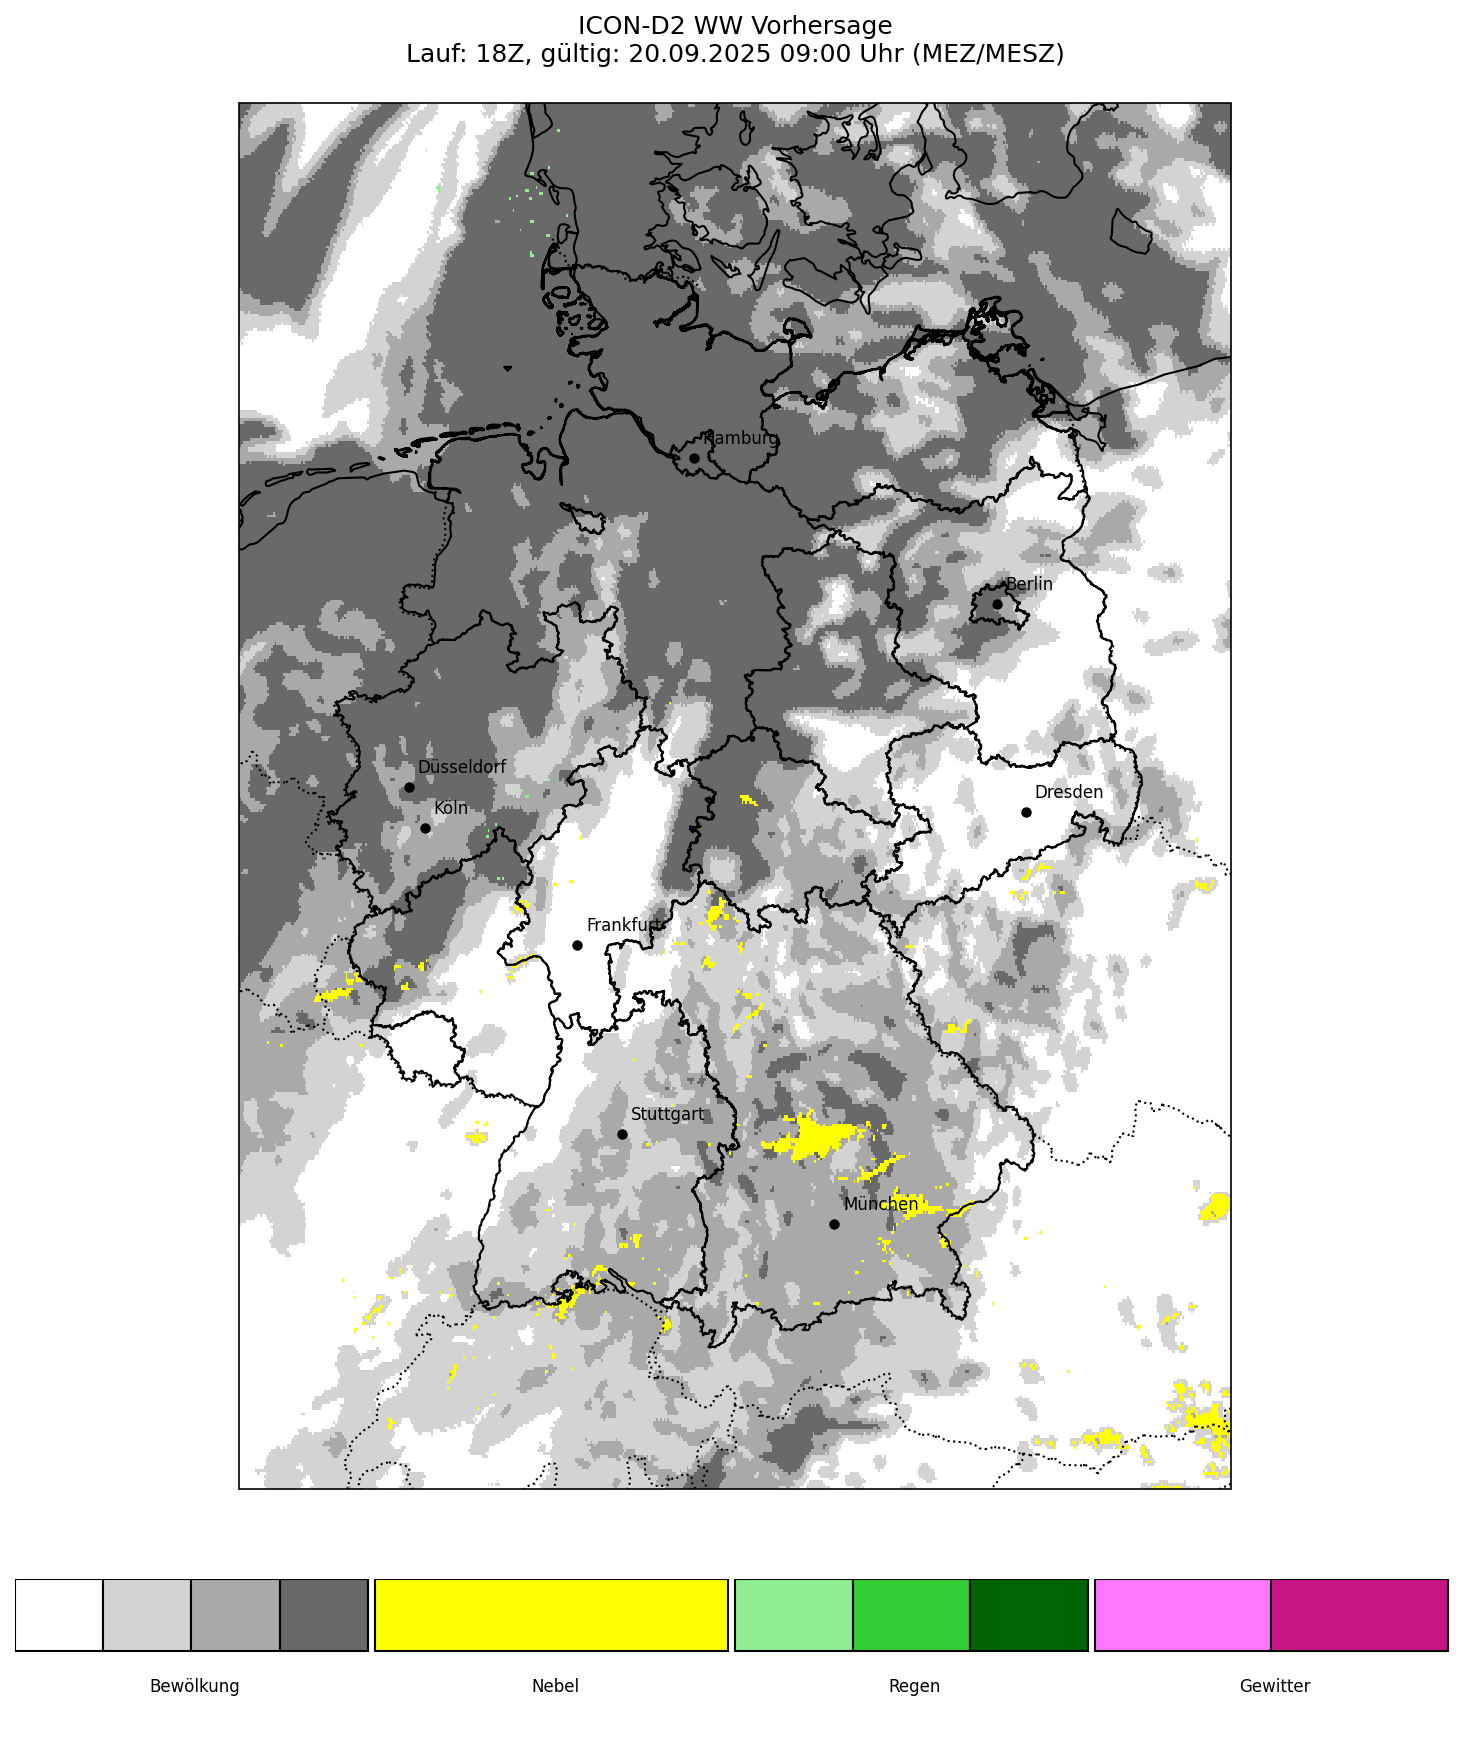 ICON-D2 WW Vorhersage
Lauf: 18Z, gültig: 20.09.2025 09:00 Uhr (MEZ/MESZ)
Hamburg
Berlin
Düsseldorf
Köln
Dresden
Frankfurt
Stuttgart
München
Bewölkung
Nebel
Regen
Gewitter